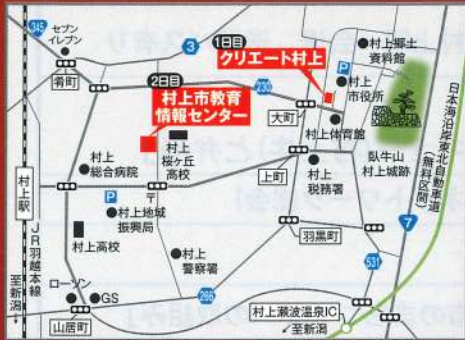 345
セブン
イレブン
肴町
3
1日目
クリエート村上
2日目
230
村上市教育
情報センター
P
村上郷土
資料館
村上
市役所
大町
村上体育館
臥牛山
村上城跡
日本海沿岸東北自動車道
(無料区間)
村上
桜ヶ丘
高校
村上
総合病院
上町
村上
税務署
村上駅
JR羽越本線
至新潟
P
〒
村上地域
振興局
村上高校
羽黒町
7
村上
警察署
531
ローソン
GS
266
山居町
村上瀬波温泉IC
至新潟